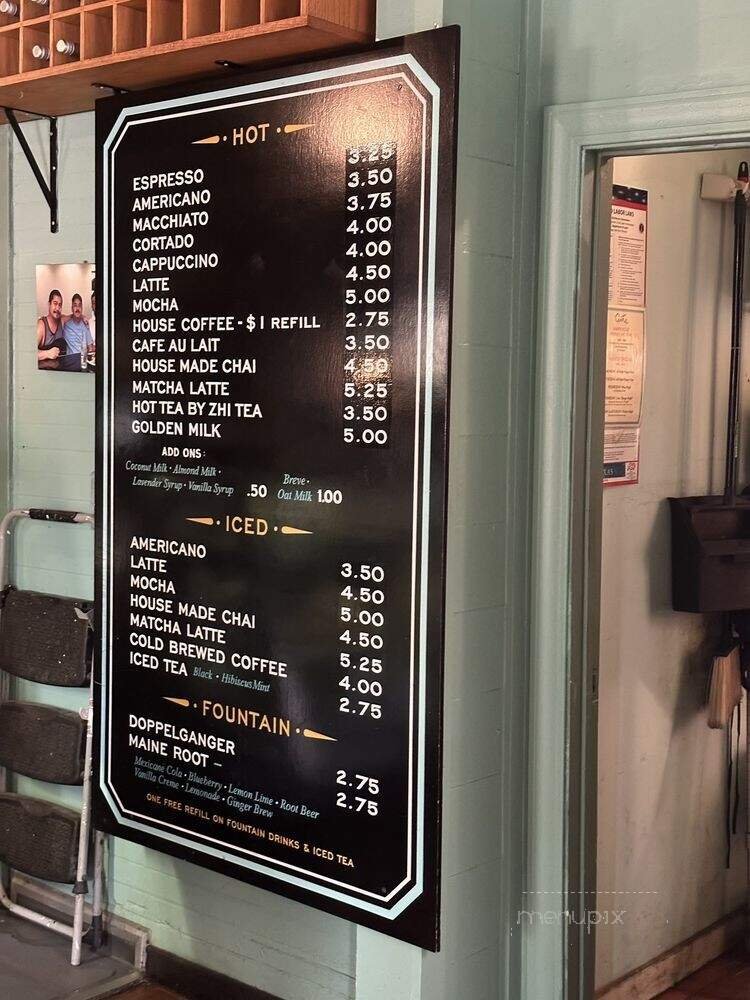 HOT
ESPRESSO 3.25
AMERICANO 3.50
MACCHIATO 3.75
CORTADO 4.00
CAPPUCCINO 4.00
LATTE 4.50
MOCHA 5.00
HOUSE COFFEE - $1 REFILL 2.75
CAFE AU LAIT 3.50
HOUSE MADE CHAI 4.50
MATCHA LATTE 5.25
HOT TEA BY ZHI TEA 3.50
GOLDEN MILK 5.00
ADD ONS:
Coconut Milk · Almond Milk ·
Lavender Syrup · Vanilla Syrup .50
Breve ·
Oat Milk 1.00
ICED
AMERICANO 3.50
LATTE 4.50
MOCHA 5.00
HOUSE MADE CHAI 4.50
MATCHA LATTE 5.25
COLD BREWED COFFEE 4.00
ICED TEA Black · Hibiscus Mint 2.75
· FOUNTAIN ·
DOPPELGANGER 2.75
MAINE ROOT – 2.75
Mexicane Cola · Blueberry · Lemon Lime · Root Beer
Vanilla Creme · Lemonade · Ginger Brew
ONE FREE REFILL ON FOUNTAIN DRINKS & ICED TEA
LABOR LAWS
menupix